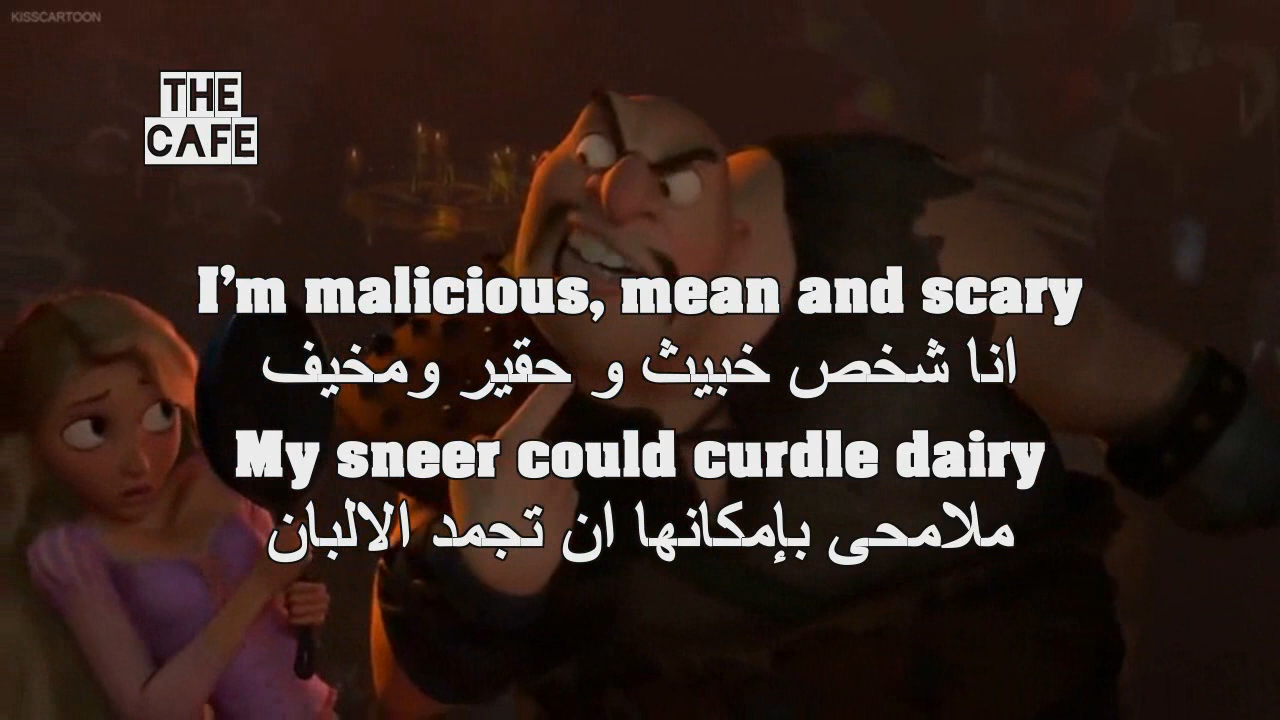 KISSCARTOON
THE
CAFE
I'm malicious, mean and scary
انا شخص خبيث و حقير ومخيف
My sneer could curdle dairy
ملامحى بإمكانها ان تجمد الالبان